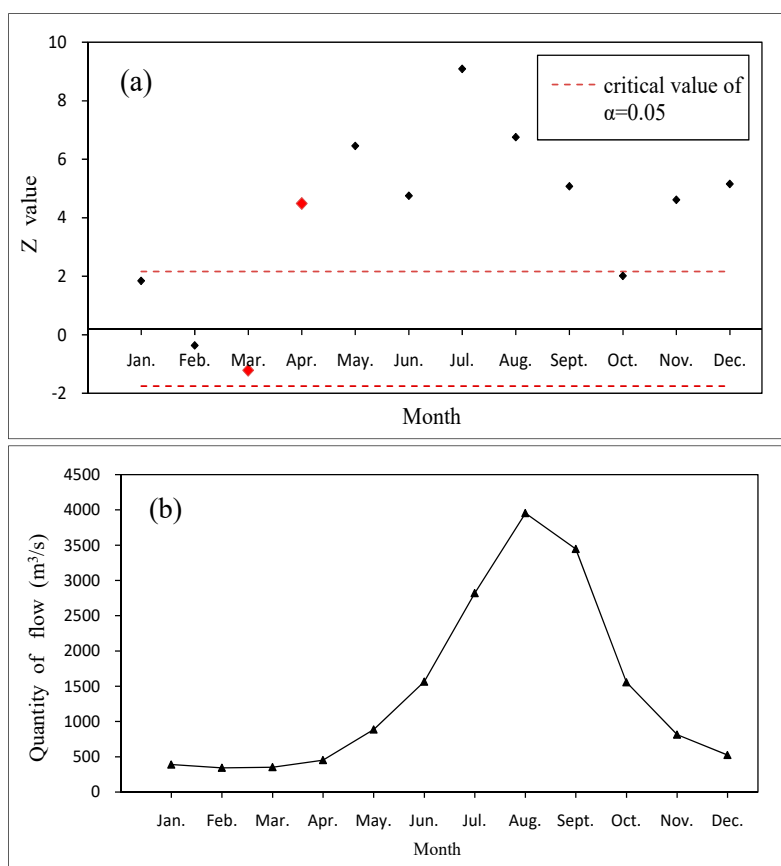 10
8
6
4
2
0
-2
Z value
(a)
critical value of
α=0.05
Jan. Feb. Mar. Apr. May. Jun. Jul. Aug. Sept. Oct. Nov. Dec.
Month
4500
4000
3500
3000
2500
2000
1500
1000
500
0
Quantity of flow (m³/s)
(b)
Jan. Feb. Mar. Apr. May. Jun. Jul. Aug. Sept. Oct. Nov. Dec.
Month